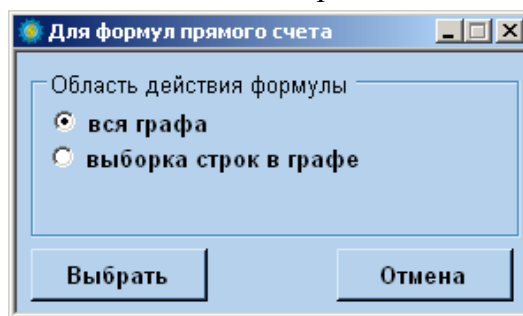 Для формул прямого счета
Область действия формулы
вся графа
выборка строк в графе
Выбрать
Отмена